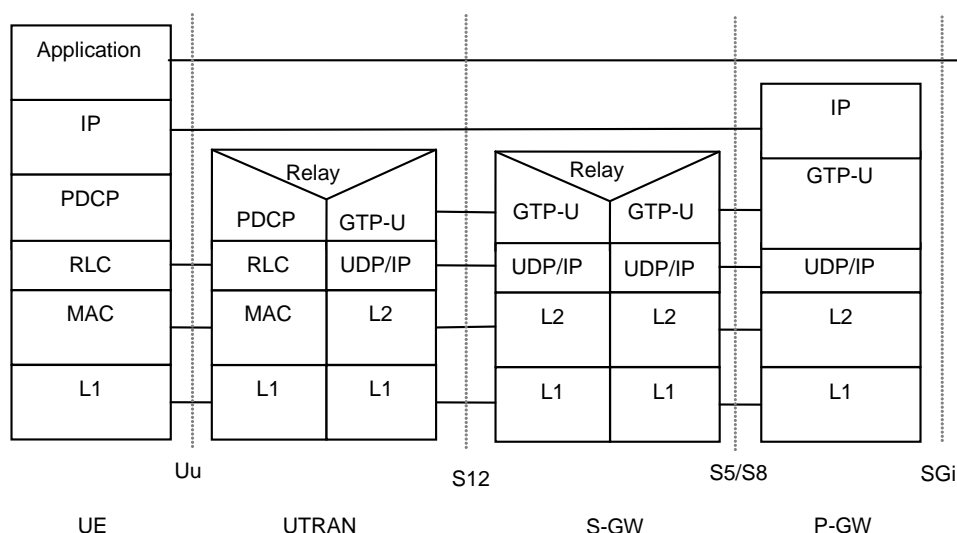 Application
IP
IP
Relay
Relay
GTP-U
PDCP
PDCP
GTP-U
GTP-U
GTP-U
RLC
RLC
UDP/IP
UDP/IP
UDP/IP
UDP/IP
MAC
MAC
L2
L2
L2
L2
L1
L1
L1
L1
L1
L1
Uu
S12
S5/S8
SGi
UE
UTRAN
S-GW
P-GW